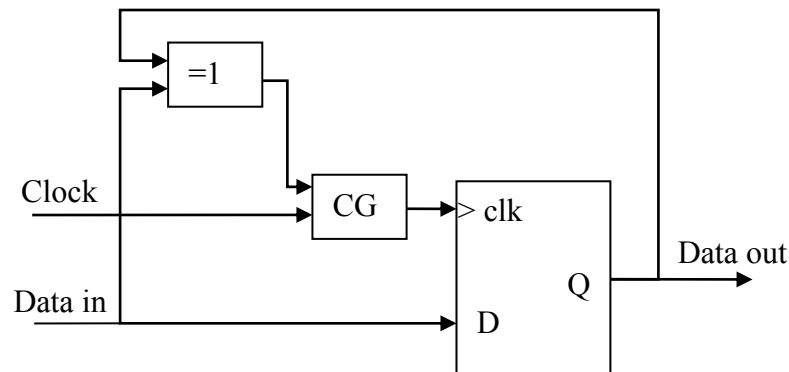 =1
Clock
CG
> clk
Data out
Q
Data in
D